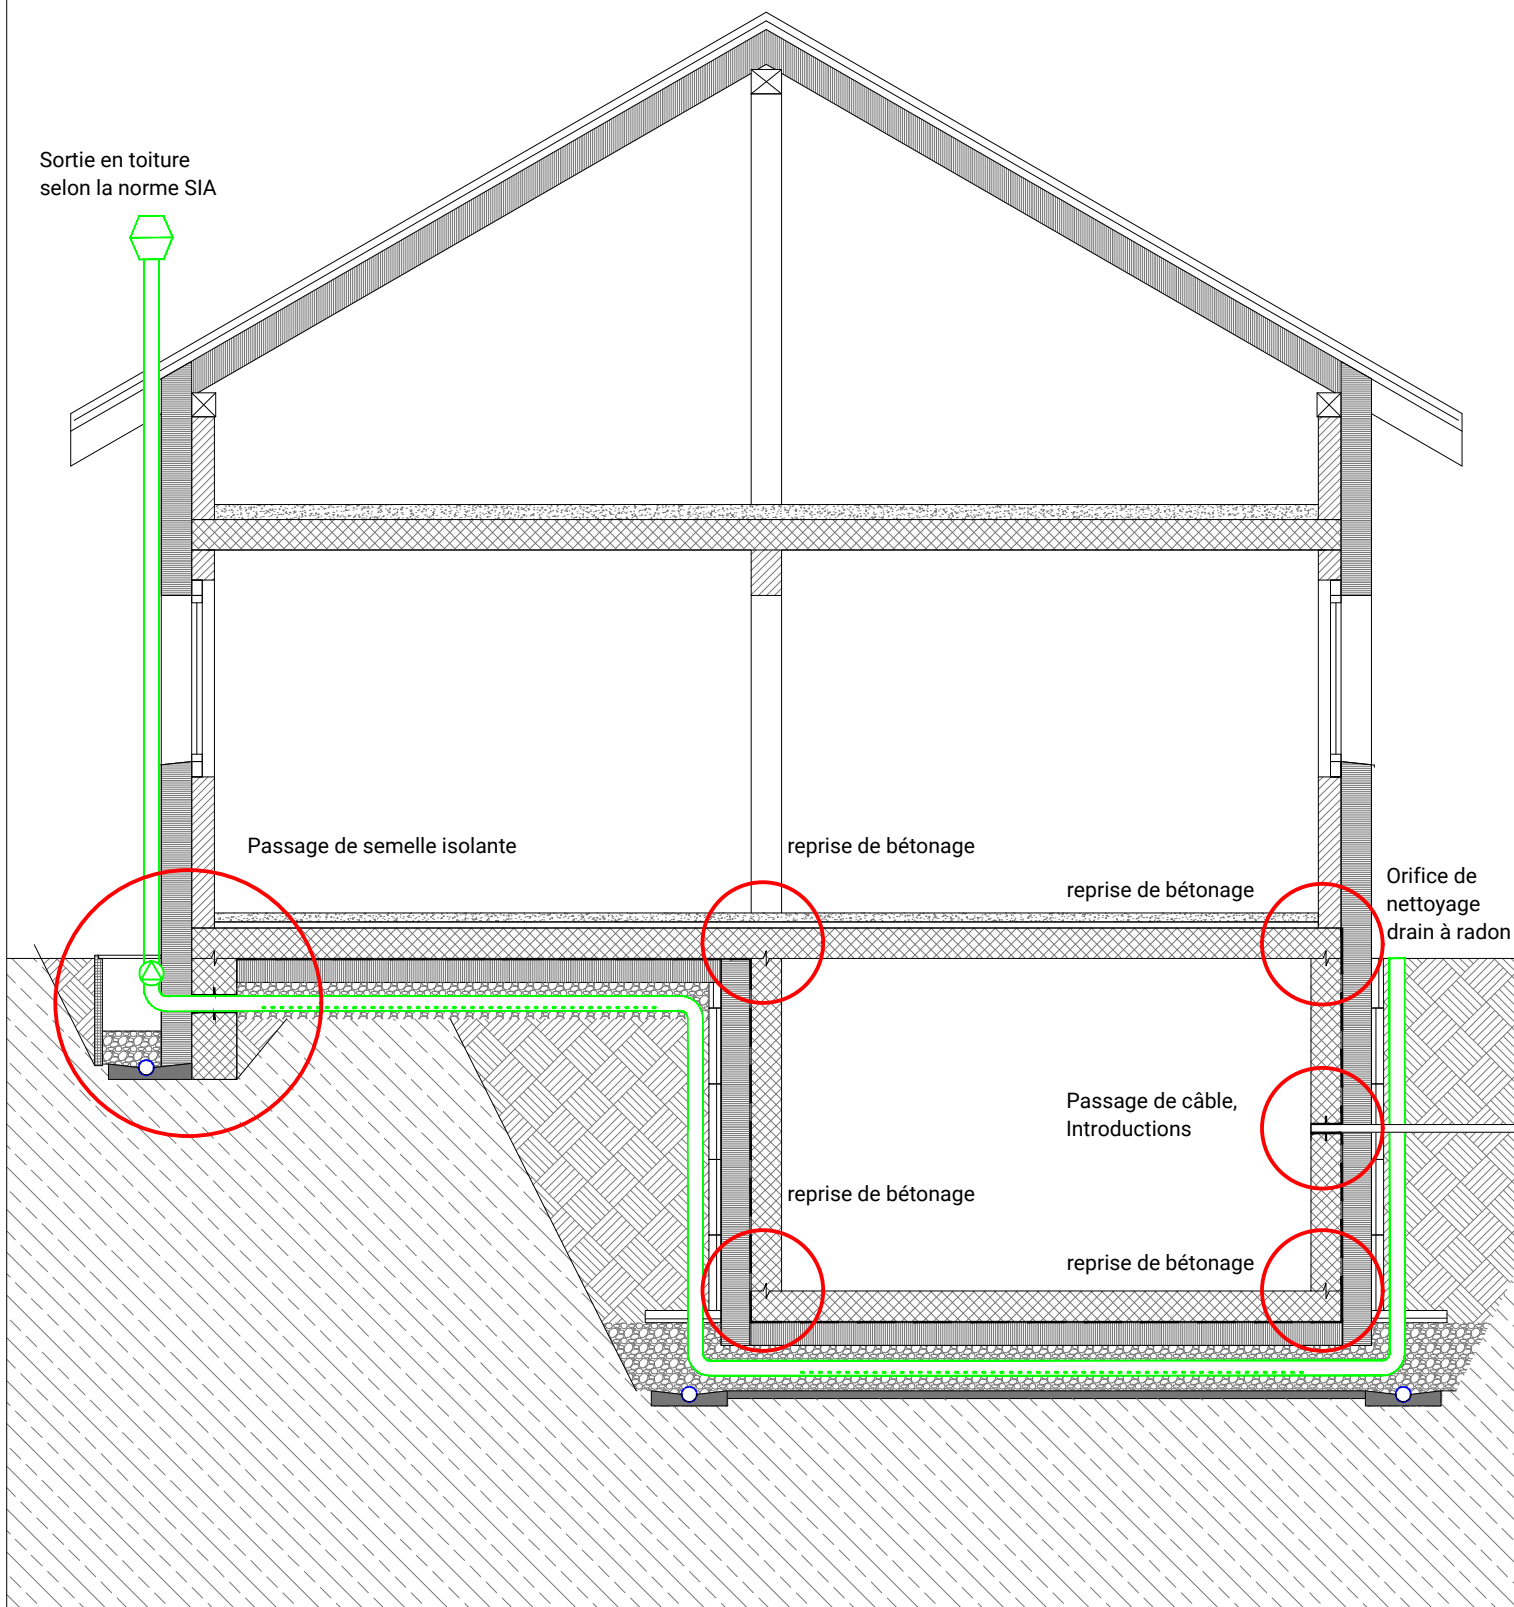 Sortie en toiture
selon la norme SIA
Passage de semelle isolante
reprise de bétonage
reprise de bétonage
Orifice de
nettoyage
drain à radon
Passage de câble,
Introductions
reprise de bétonage
reprise de bétonage